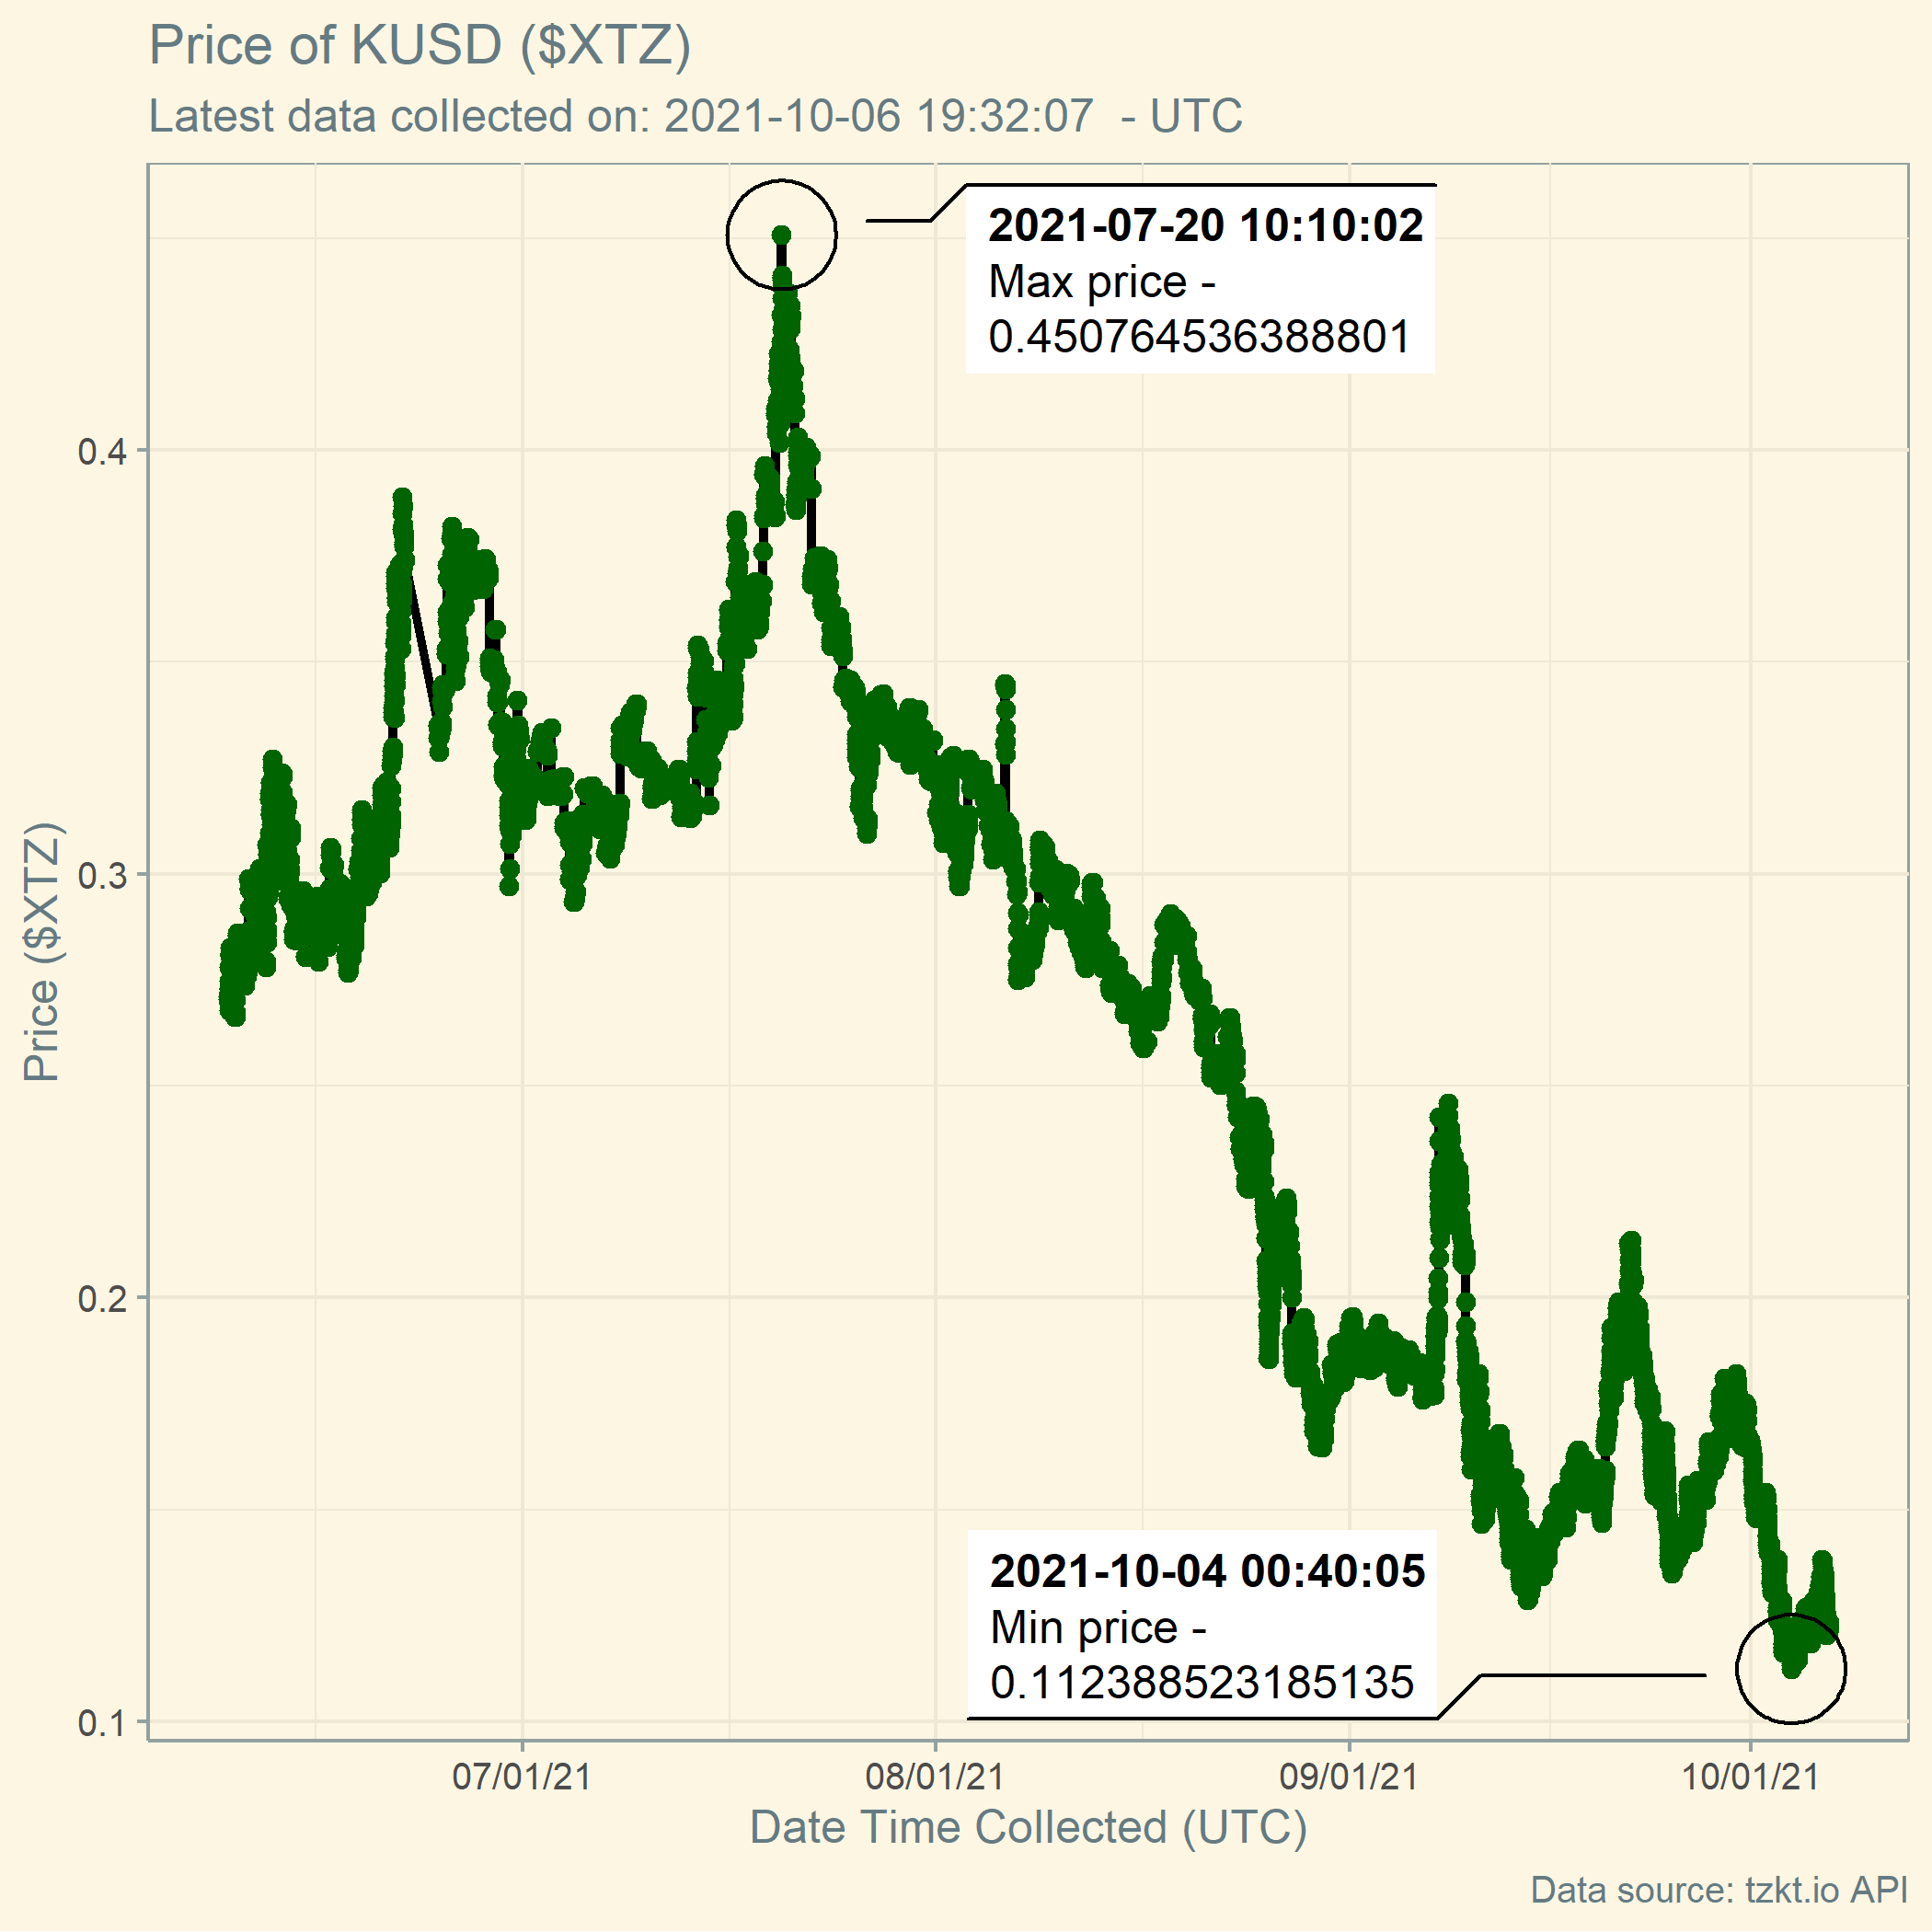 Price of KUSD ($XTZ)
Latest data collected on: 2021-10-06 19:32:07  - UTC
2021-07-20 10:10:02
Max price -
0.450764536388801
0.4
0.3
0.2
0.1
Price ($XTZ)
2021-10-04 00:40:05
Min price -
0.112388523185135
07/01/21 08/01/21 09/01/21 10/01/21
Date Time Collected (UTC)
Data source: tzkt.io API